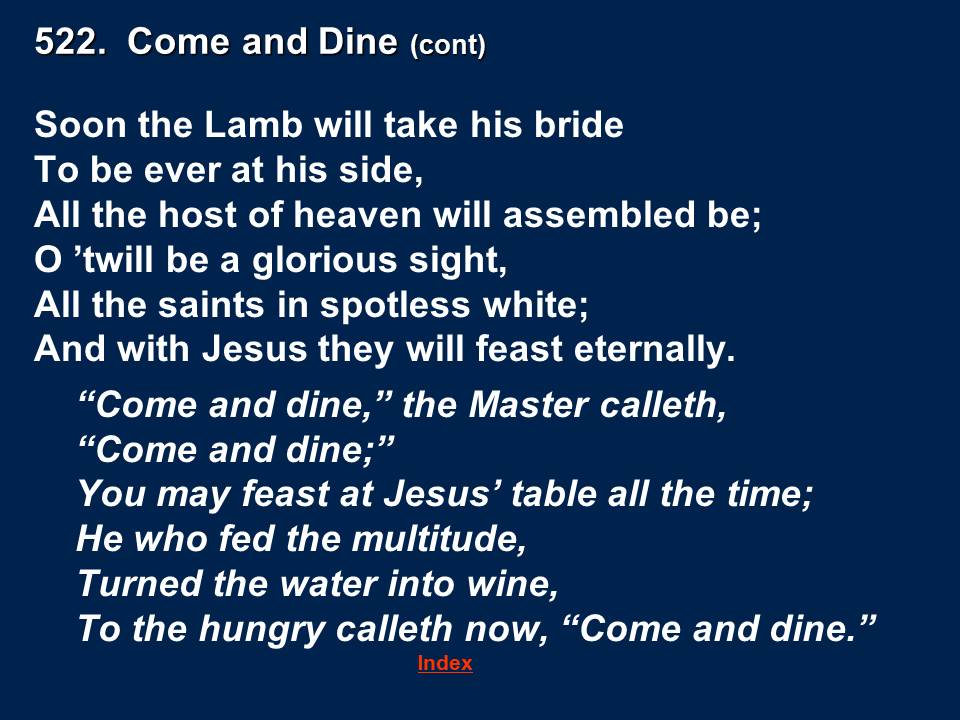 522.  Come and Dine (cont)
Soon the Lamb will take his bride
To be ever at his side,
All the host of heaven will assembled be;
O ’twill be a glorious sight,
All the saints in spotless white;
And with Jesus they will feast eternally.
“Come and dine,” the Master calleth,
“Come and dine;”
You may feast at Jesus’ table all the time;
He who fed the multitude,
Turned the water into wine,
To the hungry calleth now, “Come and dine.”
Index